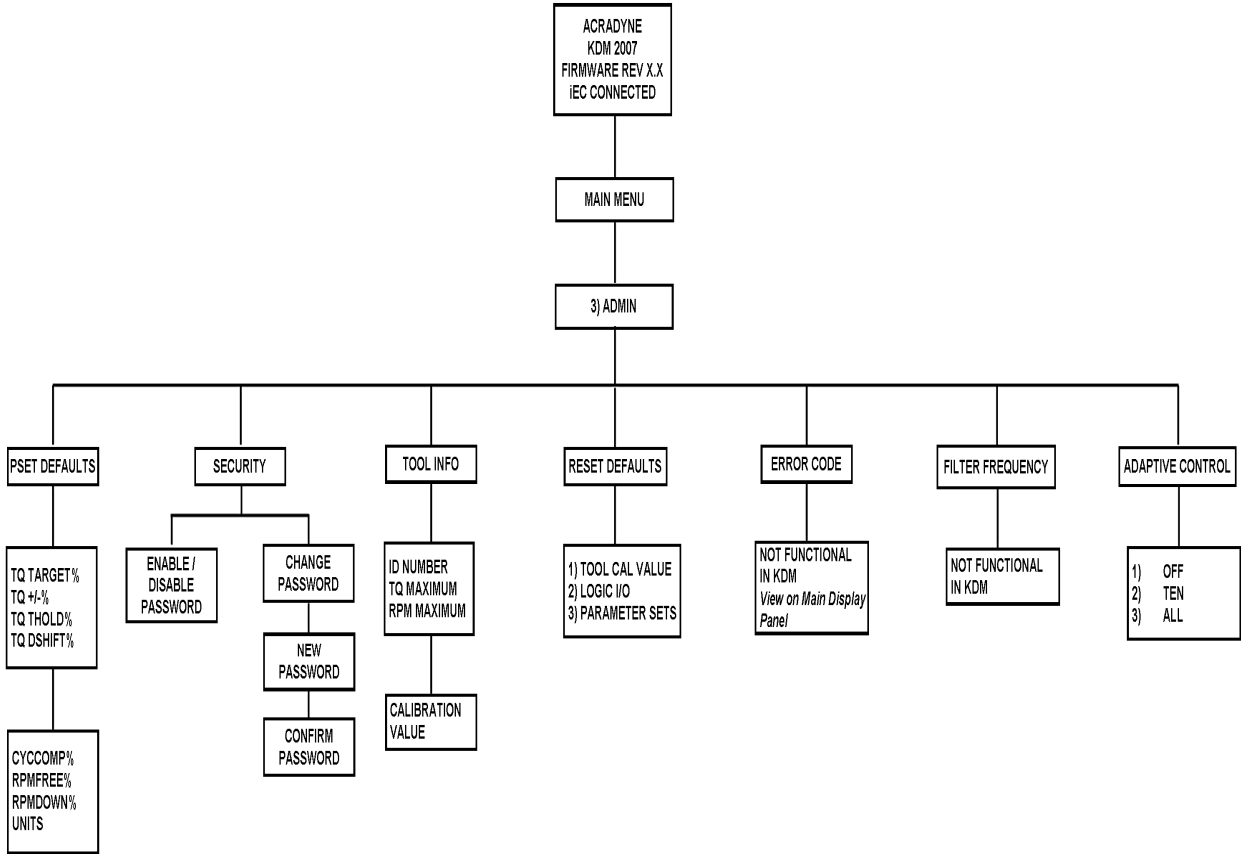 ACRADYNE
KDM 2007
FIRMWARE REV X.X
iEC CONNECTED
MAIN MENU
3) ADMIN
PSET DEFAULTS
TQ TARGET%
TQ +/-%
TQ THOLD%
TQ DSHIFT%
CYCCOMP%
RPMFREE%
RPMDOWN%
UNITS
SECURITY
ENABLE /
DISABLE
PASSWORD
CHANGE
PASSWORD
NEW
PASSWORD
CONFIRM
PASSWORD
TOOL INFO
ID NUMBER
TQ MAXIMUM
RPM MAXIMUM
CALIBRATION
VALUE
RESET DEFAULTS
1) TOOL CAL VALUE
2) LOGIC I/O
3) PARAMETER SETS
ERROR CODE
NOT FUNCTIONAL
IN KDM
View on Main Display
Panel
FILTER FREQUENCY
NOT FUNCTIONAL
IN KDM
ADAPTIVE CONTROL
1) OFF
2) TEN
3) ALL